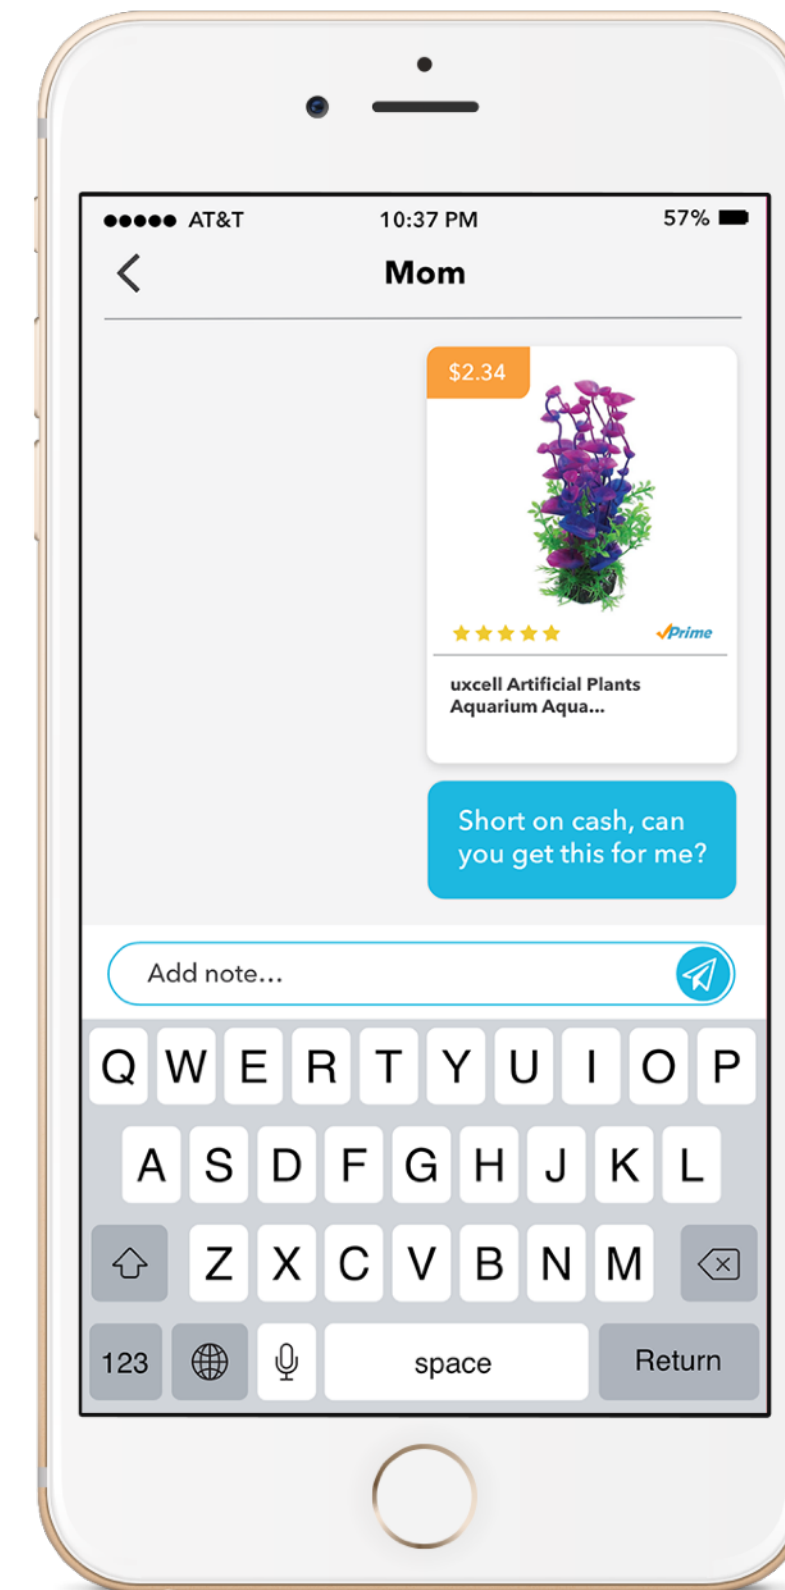 AT&T 10:37 PM 57%
Mom
$2.34
Prime
uxcell Artificial Plants
Aquarium Aqua...
Short on cash, can
you get this for me?
Add note...
Q W E R T Y U I O P
A S D F G H J K L
Z X C V B N M
123 space Return